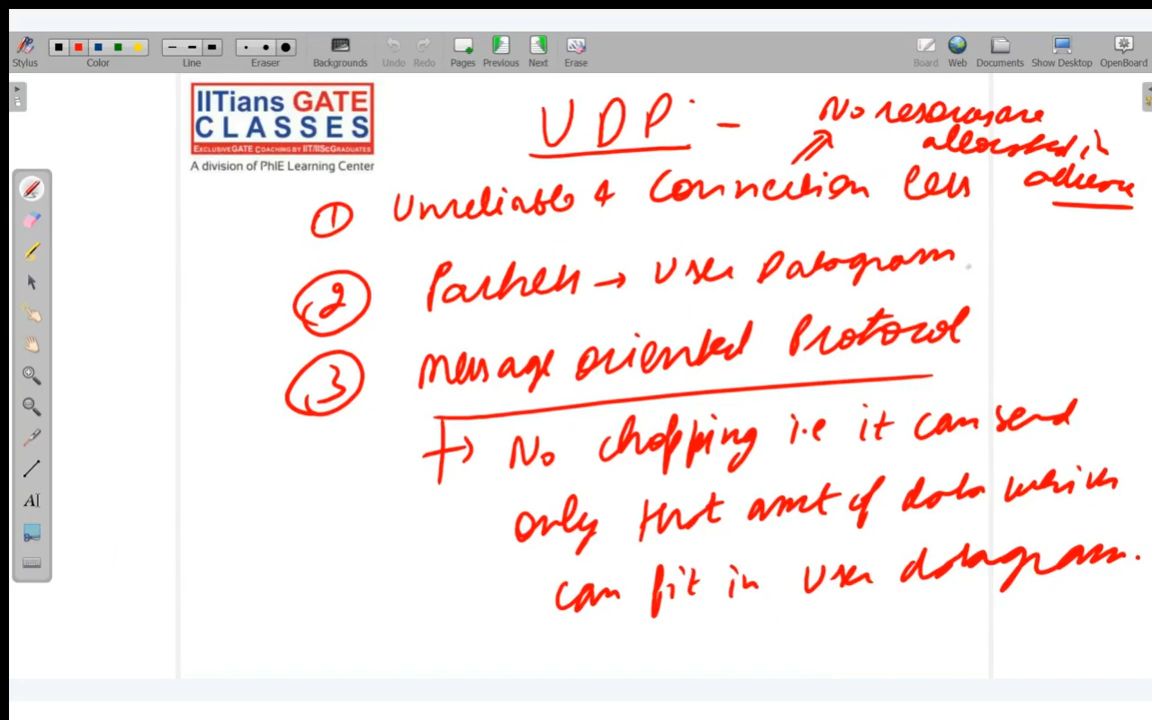 Stylus
Color
Line
Eraser
Backgrounds
Undo
Redo
Pages
Previous
Next
Erase
Board
Web
Documents
Show Desktop
OpenBoard
IITians GATE
CLASSES
EXCLUSIVE GATE COACHING BY IIT/IISC GRADUATES
A division of PhIE Learning Center
UDP : -
No resources are
allocated in
advance
① Unreliable & Connection less
② Packets → User Datagram.
③ Message oriented Protocol
→ No chopping i.e it can send
only that amt of data which
can fit in User datagram.
AI